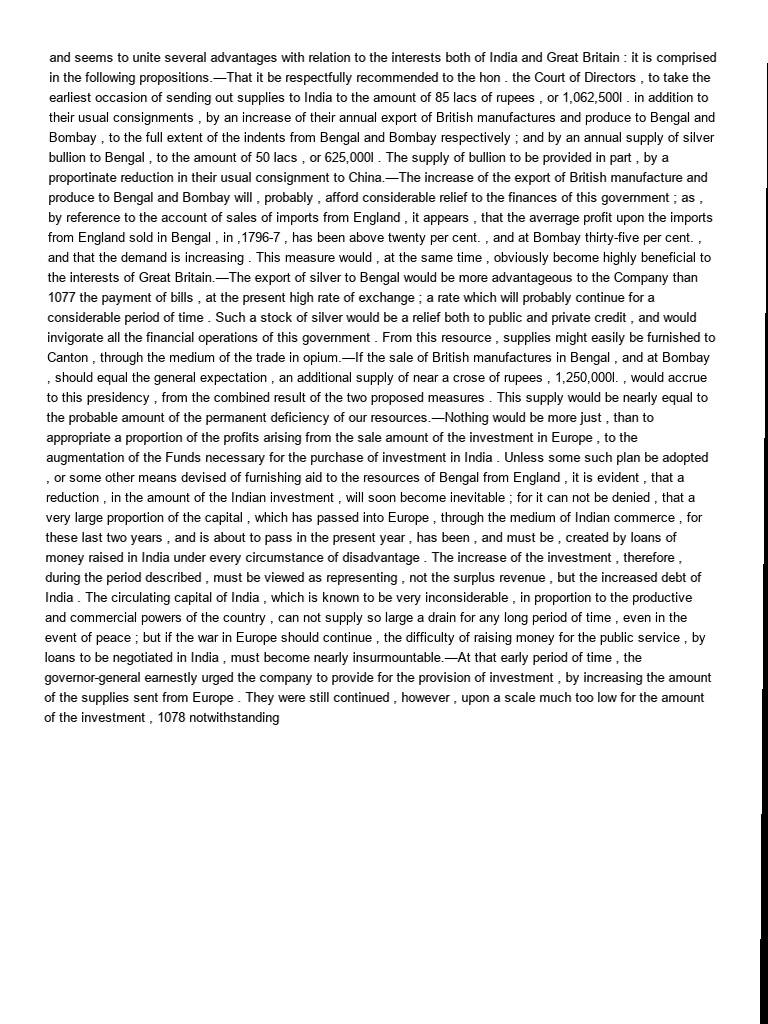 and seems to unite several advantages with relation to the interests both of India and Great Britain : it is comprised
in the following propositions.—That it be respectfully recommended to the hon . the Court of Directors , to take the
earliest occasion of sending out supplies to India to the amount of 85 lacs of rupees , or 1,062,500l . in addition to
their usual consignments , by an increase of their annual export of British manufactures and produce to Bengal and
Bombay , to the full extent of the indents from Bengal and Bombay respectively ; and by an annual supply of silver
bullion to Bengal , to the amount of 50 lacs , or 625,000l . The supply of bullion to be provided in part , by a
proportinate reduction in their usual consignment to China.—The increase of the export of British manufacture and
produce to Bengal and Bombay will , probably , afford considerable relief to the finances of this government ; as ,
by reference to the account of sales of imports from England , it appears , that the averrage profit upon the imports
from England sold in Bengal , in ,1796-7 , has been above twenty per cent. , and at Bombay thirty-five per cent. ,
and that the demand is increasing . This measure would , at the same time , obviously become highly beneficial to
the interests of Great Britain.—The export of silver to Bengal would be more advantageous to the Company than
1077 the payment of bills , at the present high rate of exchange ; a rate which will probably continue for a
considerable period of time . Such a stock of silver would be a relief both to public and private credit , and would
invigorate all the financial operations of this government . From this resource , supplies might easily be furnished to
Canton , through the medium of the trade in opium.—If the sale of British manufactures in Bengal , and at Bombay
, should equal the general expectation , an additional supply of near a crose of rupees , 1,250,000l. , would accrue
to this presidency , from the combined result of the two proposed measures . This supply would be nearly equal to
the probable amount of the permanent deficiency of our resources.—Nothing would be more just , than to
appropriate a proportion of the profits arising from the sale amount of the investment in Europe , to the
augmentation of the Funds necessary for the purchase of investment in India . Unless some such plan be adopted
, or some other means devised of furnishing aid to the resources of Bengal from England , it is evident , that a
reduction , in the amount of the Indian investment , will soon become inevitable ; for it can not be denied , that a
very large proportion of the capital , which has passed into Europe , through the medium of Indian commerce , for
these last two years , and is about to pass in the present year , has been , and must be , created by loans of
money raised in India under every circumstance of disadvantage . The increase of the investment , therefore ,
during the period described , must be viewed as representing , not the surplus revenue , but the increased debt of
India . The circulating capital of India , which is known to be very inconsiderable , in proportion to the productive
and commercial powers of the country , can not supply so large a drain for any long period of time , even in the
event of peace ; but if the war in Europe should continue , the difficulty of raising money for the public service , by
loans to be negotiated in India , must become nearly insurmountable.—At that early period of time , the
governor-general earnestly urged the company to provide for the provision of investment , by increasing the amount
of the supplies sent from Europe . They were still continued , however , upon a scale much too low for the amount
of the investment , 1078 notwithstanding